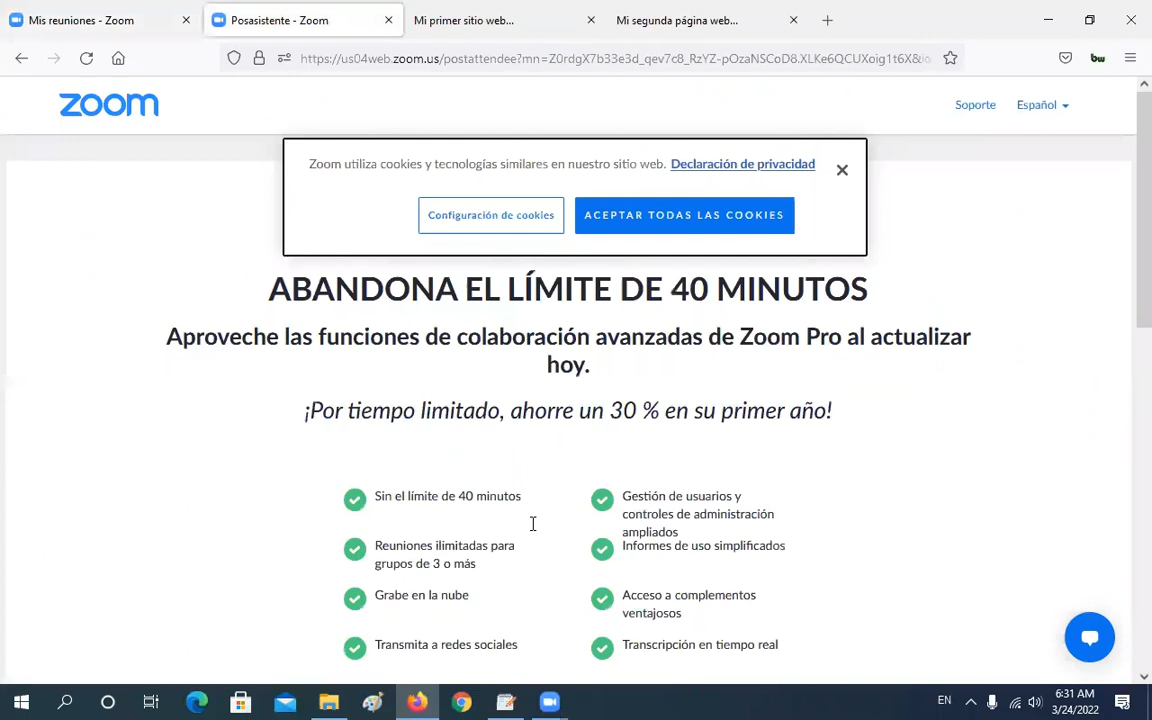 Mis reuniones - Zoom
Posasistente - Zoom
Mi primer sitio web...
Mi segunda página web...
https://us04web.zoom.us/postattendee?mn=Z0rdgX7b33e3d_qev7c8_RzYZ-pOzaNSCoD8.XLKe6QCUXoig1t6X&
zoom
Soporte
Español
Zoom utiliza cookies y tecnologías similares en nuestro sitio web. Declaración de privacidad
Configuración de cookies
ACEPTAR TODAS LAS COOKIES
ABANDONA EL LÍMITE DE 40 MINUTOS
Aproveche las funciones de colaboración avanzadas de Zoom Pro al actualizar
hoy.
¡Por tiempo limitado, ahorre un 30 % en su primer año!
Sin el límite de 40 minutos
Reuniones ilimitadas para
grupos de 3 o más
Grabe en la nube
Transmita a redes sociales
Gestión de usuarios y
controles de administración
ampliados
Informes de uso simplificados
Acceso a complementos
ventajosos
Transcripción en tiempo real
bw
EN
6:31 AM
3/24/2022